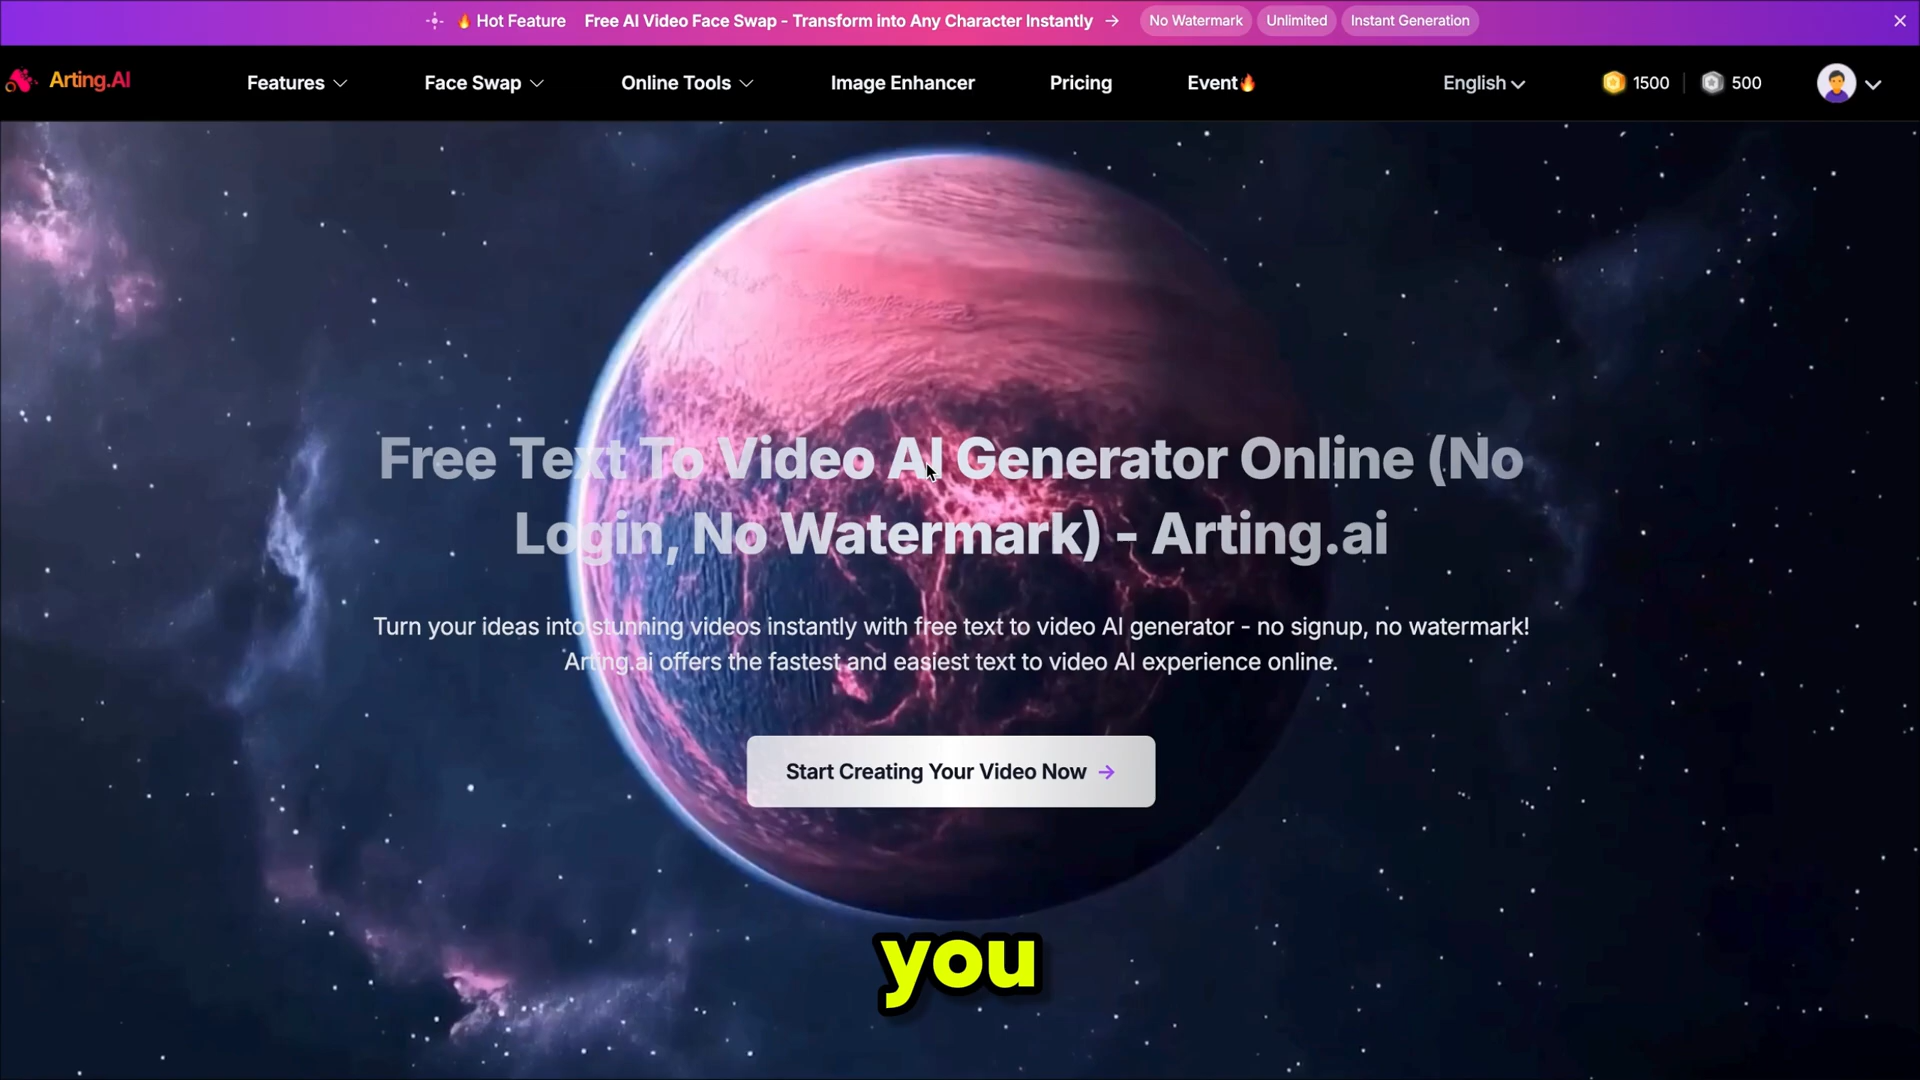 🔥 Hot Feature Free AI Video Face Swap - Transform into Any Character Instantly → No Watermark Unlimited Instant Generation
Arting.AI Features Face Swap Online Tools Image Enhancer Pricing Event🔥 English 1500 500
Free Text To Video AI Generator Online (No
Login, No Watermark) - Arting.ai
Turn your ideas into stunning videos instantly with free text to video AI generator - no signup, no watermark!
Arting.ai offers the fastest and easiest text to video AI experience online.
Start Creating Your Video Now →
you